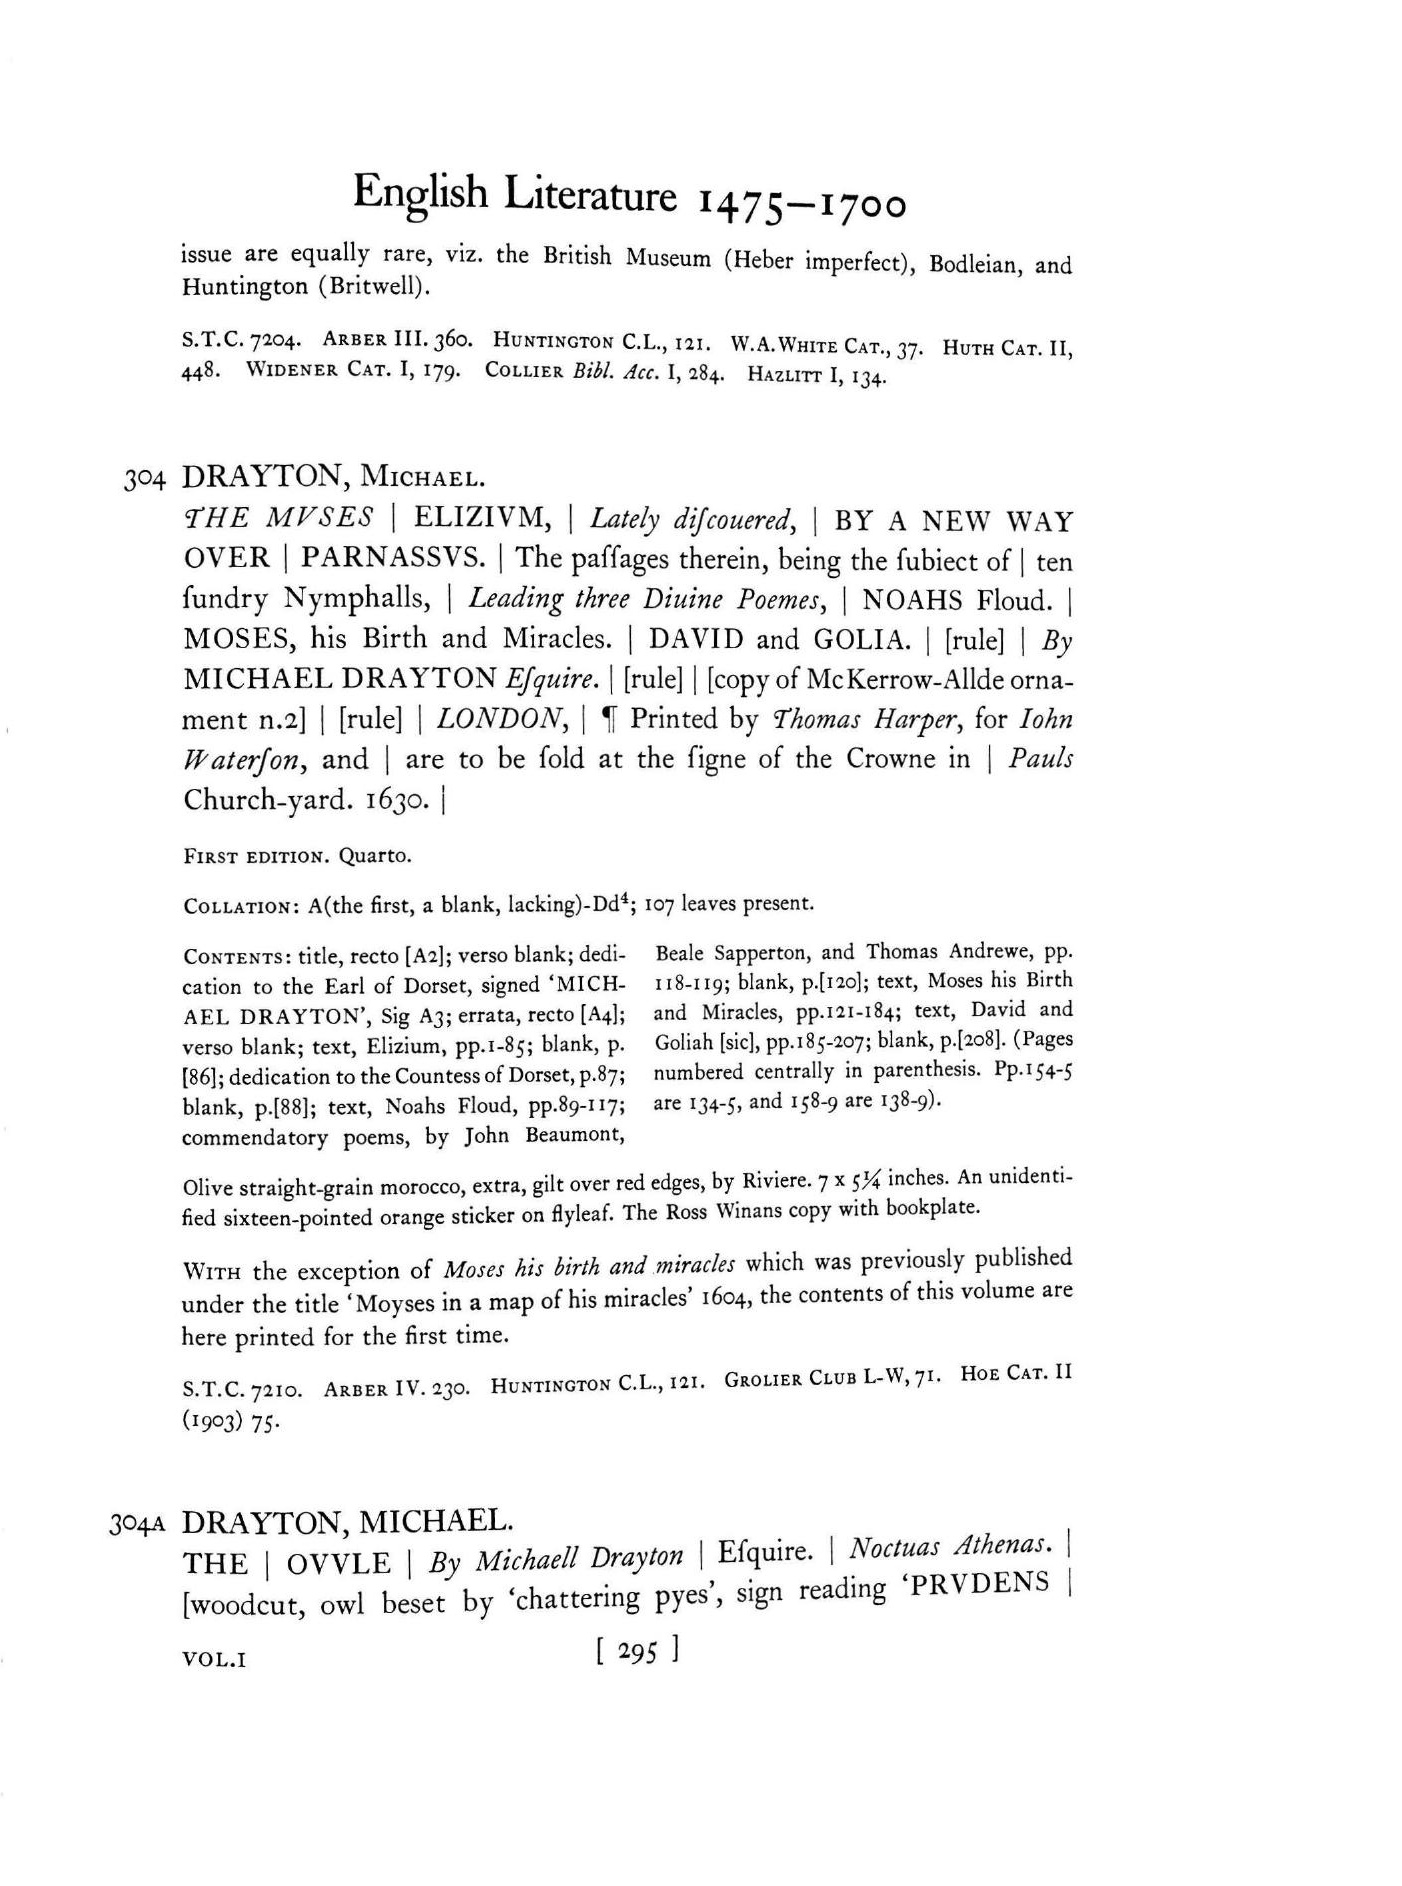 English Literature 1475–1700
issue are equally rare, viz. the British Museum (Heber imperfect), Bodleian, and
Huntington (Britwell).
S.T.C. 7204. Arber III. 360. Huntington C.L., 121. W.A.White Cat., 37. Huth Cat. II,
448. Widener Cat. I, 179. Collier Bibl. Acc. I, 284. Hazlitt I, 134.
304 DRAYTON, Michael.
THE MVSES | ELIZIVM, | Lately diſcouered, | BY A NEW WAY
OVER | PARNASSVS. | The paſſages therein, being the ſubiect of | ten
ſundry Nymphalls, | Leading three Diuine Poemes, | NOAHS Floud. |
MOSES, his Birth and Miracles. | DAVID and GOLIA. | [rule] | By
MICHAEL DRAYTON Eſquire. | [rule] | [copy of McKerrow-Allde orna-
ment n.2] | [rule] | LONDON, | ¶ Printed by Thomas Harper, for Iohn
Waterſon, and | are to be ſold at the ſigne of the Crowne in | Pauls
Church-yard. 1630. |
First edition. Quarto.
Collation: A(the first, a blank, lacking)-Dd⁴; 107 leaves present.
Contents: title, recto [A2]; verso blank; dedi-
cation to the Earl of Dorset, signed ‘MICH-
AEL DRAYTON’, Sig A3; errata, recto [A4];
verso blank; text, Elizium, pp.1-85; blank, p.
[86]; dedication to the Countess of Dorset, p.87;
blank, p.[88]; text, Noahs Floud, pp.89-117;
commendatory poems, by John Beaumont,
Beale Sapperton, and Thomas Andrewe, pp.
118-119; blank, p.[120]; text, Moses his Birth
and Miracles, pp.121-184; text, David and
Goliah [sic], pp.185-207; blank, p.[208]. (Pages
numbered centrally in parenthesis. Pp.154-5
are 134-5, and 158-9 are 138-9).
Olive straight-grain morocco, extra, gilt over red edges, by Riviere. 7 x 5¼ inches. An unidenti-
fied sixteen-pointed orange sticker on flyleaf. The Ross Winans copy with bookplate.
With the exception of Moses his birth and miracles which was previously published
under the title ‘Moyses in a map of his miracles’ 1604, the contents of this volume are
here printed for the first time.
S.T.C. 7210. Arber IV. 230. Huntington C.L., 121. Grolier Club L-W, 71. Hoe Cat. II
(1903) 75.
304A DRAYTON, MICHAEL.
THE | OVVLE | By Michaell Drayton | Eſquire. | Noctuas Athenas. |
[woodcut, owl beset by ‘chattering pyes’, sign reading ‘PRVDENS |
VOL.I [ 295 ]